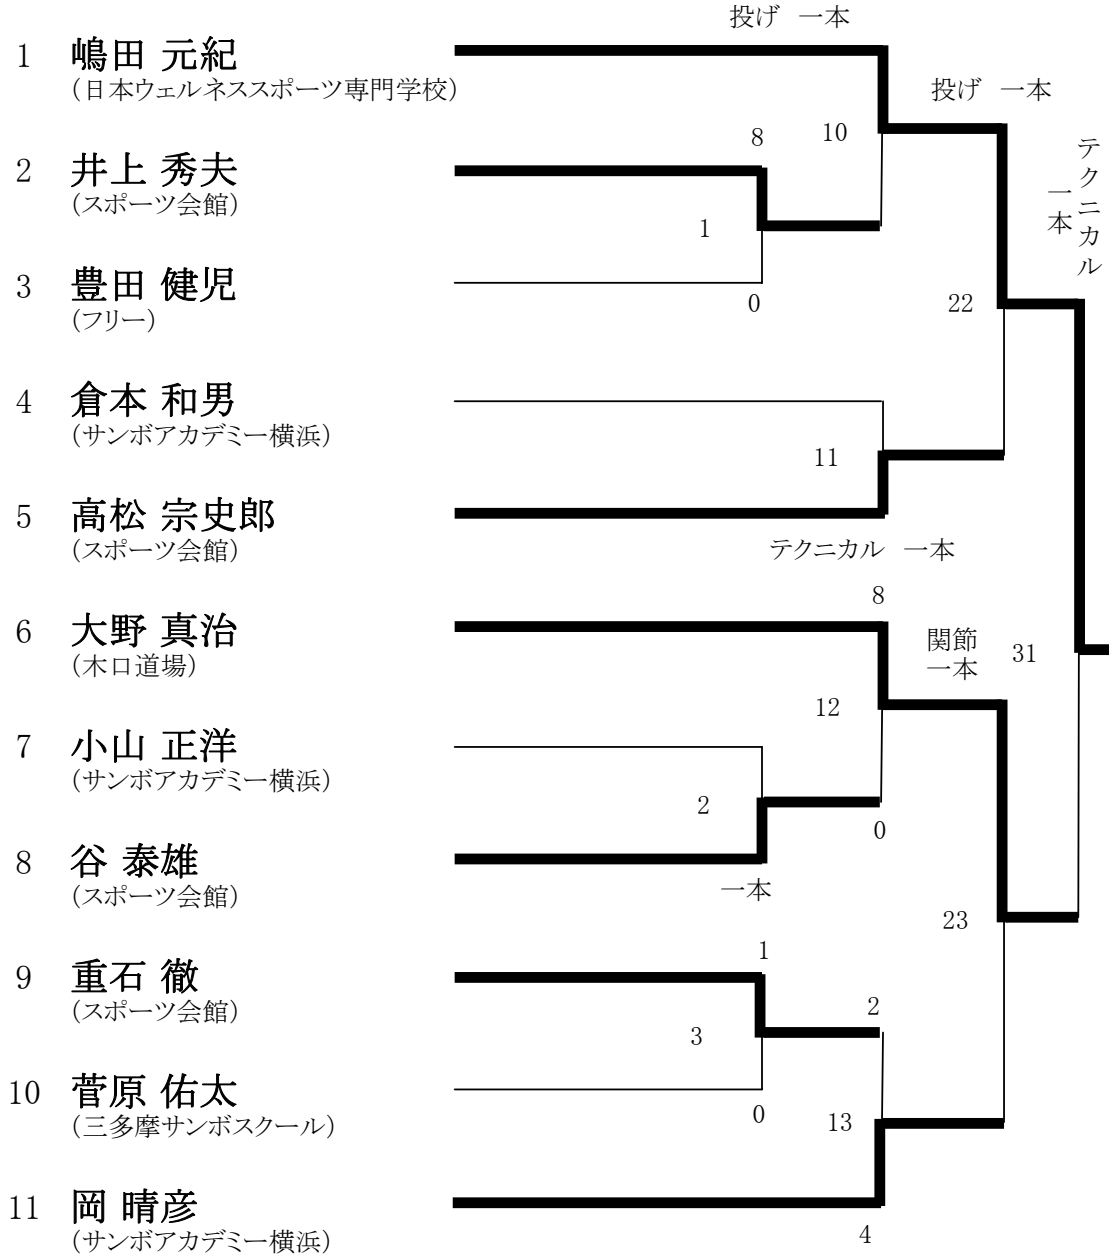 投げ 一本
1 嶋田 元紀
(日本ウェルネススポーツ専門学校)
投げ 一本
8
10
テクニカル
一本
2 井上 秀夫
(スポーツ会館)
1
3 豊田 健児
(フリー)
0
22
4 倉本 和男
(サンボアカデミー横浜)
11
5 高松 宗史郎
(スポーツ会館)
テクニカル 一本
8
6 大野 真治
(木口道場)
関節
一本
31
12
7 小山 正洋
(サンボアカデミー横浜)
2
0
8 谷 泰雄
(スポーツ会館)
一本
23
1
9 重石 徹
(スポーツ会館)
2
3
10 菅原 佑太
(三多摩サンボスクール)
0
13
11 岡 晴彦
(サンボアカデミー横浜)
4